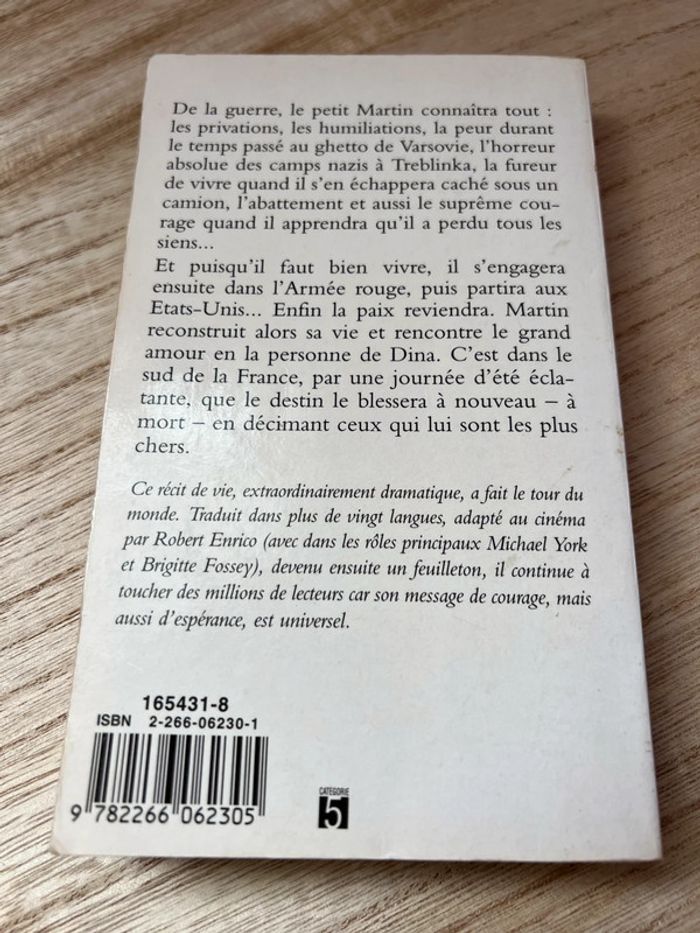 De la guerre, le petit Martin connaîtra tout :
les privations, les humiliations, la peur durant
le temps passé au ghetto de Varsovie, l'horreur
absolue des camps nazis à Treblinka, la fureur
de vivre quand il s'en échappera caché sous un
camion, l'abattement et aussi le suprême cou-
rage quand il apprendra qu'il a perdu tous les
siens...
Et puisqu'il faut bien vivre, il s'engagera
ensuite dans l'Armée rouge, puis partira aux
Etats-Unis... Enfin la paix reviendra. Martin
reconstruit alors sa vie et rencontre le grand
amour en la personne de Dina. C'est dans le
sud de la France, par une journée d'été écla-
tante, que le destin le blessera à nouveau – à
mort – en décimant ceux qui lui sont les plus
chers.
Ce récit de vie, extraordinairement dramatique, a fait le tour du
monde. Traduit dans plus de vingt langues, adapté au cinéma
par Robert Enrico (avec dans les rôles principaux Michael York
et Brigitte Fossey), devenu ensuite un feuilleton, il continue à
toucher des millions de lecteurs car son message de courage, mais
aussi d'espérance, est universel.
165431-8
ISBN 2-266-06230-1
9 782266 062305
CATEGORIE
5